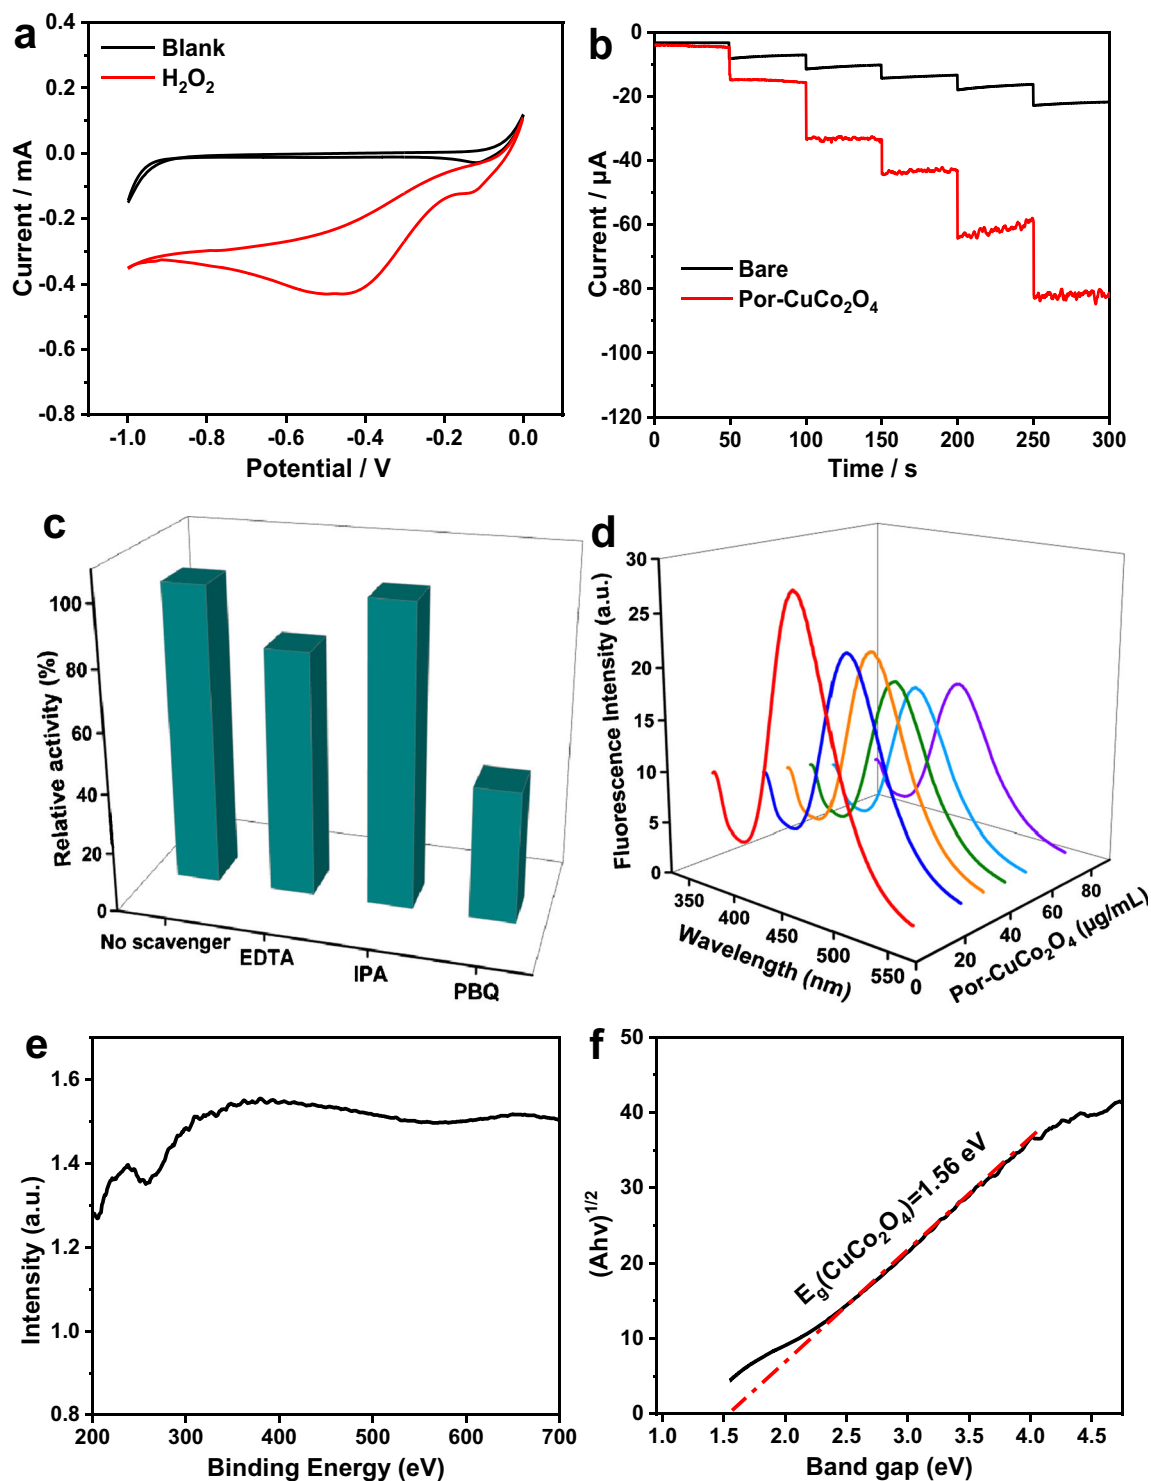 a
Blank
H₂O₂
0.4
0.2
0.0
-0.2
-0.4
-0.6
-0.8
Current / mA
-1.0 -0.8 -0.6 -0.4 -0.2 0.0
Potential / V
b
0
-20
-40
-60
-80
-100
-120
Current / µA
Bare
Por-CuCo₂O₄
0 50 100 150 200 250 300
Time / s
c
100
80
60
40
20
0
Relative activity (%)
No scavenger
EDTA
IPA
PBQ
d
30
25
20
15
10
5
0
Fluorescence Intensity (a.u.)
350 400 450 500 550
Wavelength (nm)
0 20 40 60 80
Por-CuCo₂O₄ (µg/mL)
e
1.6
1.4
1.2
1.0
0.8
Intensity (a.u.)
200 300 400 500 600 700
Binding Energy (eV)
f
50
40
30
20
10
0
(Ahv)¹/²
E_g(CuCo₂O₄)=1.56 eV
1.0 1.5 2.0 2.5 3.0 3.5 4.0 4.5
Band gap (eV)